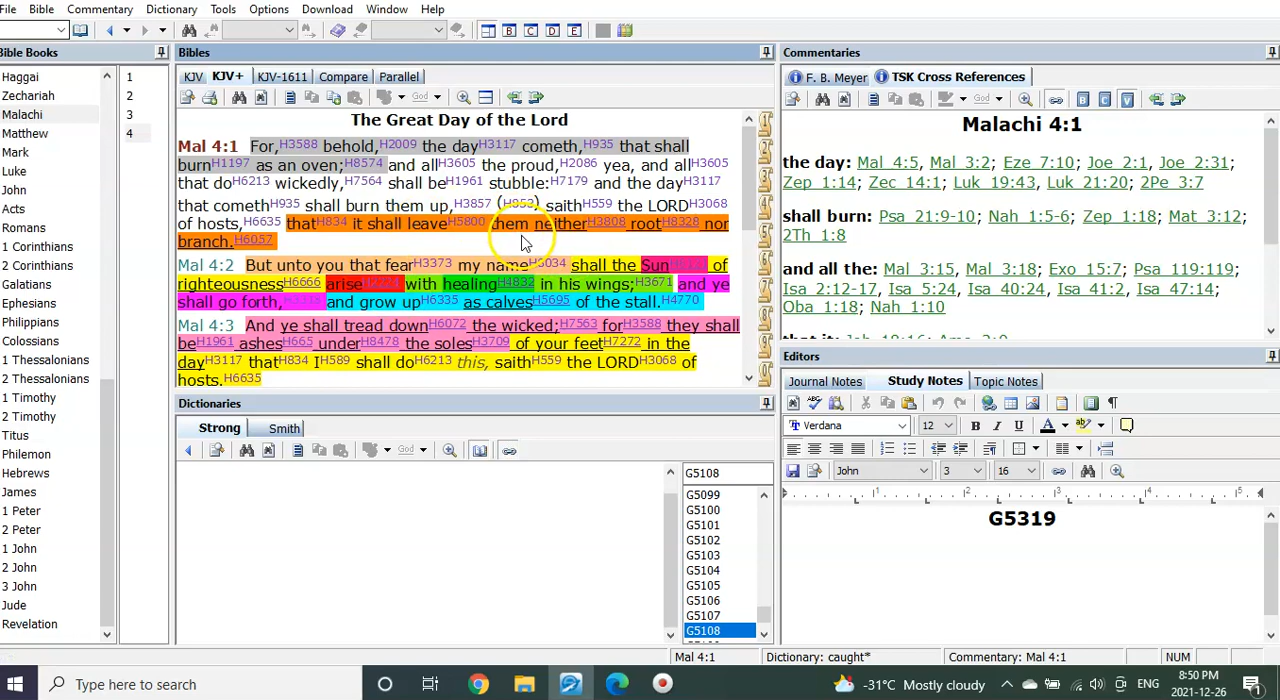 File Bible Commentary Dictionary Tools Options Download Window Help
B C D E
Bible Books
Haggai
Zechariah
Malachi
Matthew
Mark
Luke
John
Acts
Romans
1 Corinthians
2 Corinthians
Galatians
Ephesians
Philippians
Colossians
1 Thessalonians
2 Thessalonians
1 Timothy
2 Timothy
Titus
Philemon
Hebrews
James
1 Peter
2 Peter
1 John
2 John
3 John
Jude
Revelation
1
2
3
4
Bibles
KJV KJV+ KJV-1611 Compare Parallel
God
The Great Day of the Lord
Mal 4:1 For,H3588 behold,H2009 the dayH3117 cometh,H935 that shall
burnH1197 as an oven;H8574 and allH3605 the proud,H2086 yea, and allH3605
that doH6213 wickedly,H7564 shall beH1961 stubble:H7179 and the dayH3117
that comethH935 shall burn them up,H3857 (H853) saithH559 the LORDH3068
of hosts,H6635 thatH834 it shall leaveH5800 them neitherH3808 rootH8328 nor
branch.H6057
Mal 4:2 But unto you that fearH3373 my nameH8034 shall the Sun of
righteousnessH6666 arise with healingH4832 in his wings;H3671 and ye
shall go forth, and grow upH6335 as calvesH5695 of the stall.H4770
Mal 4:3 And ye shall tread downH6072 the wicked;H7563 forH3588 they shall
beH1961 ashesH665 underH8478 the solesH3709 of your feetH7272 in the
dayH3117 thatH834 IH589 shall doH6213 this, saithH559 the LORDH3068 of
hosts.H6635
Dictionaries
Strong Smith
God
G5108
G5099
G5100
G5101
G5102
G5103
G5104
G5105
G5106
G5107
G5108
Commentaries
F. B. Meyer TSK Cross References
God B C V
Malachi 4:1
the day: Mal 4:5, Mal 3:2; Eze 7:10; Joe 2:1, Joe 2:31;
Zep 1:14; Zec 14:1; Luk 19:43, Luk 21:20; 2Pe 3:7
shall burn: Psa 21:9-10; Nah 1:5-6; Zep 1:18; Mat 3:12;
2Th 1:8
and all the: Mal 3:15, Mal 3:18; Exo 15:7; Psa 119:119;
Isa 2:12-17, Isa 5:24; Isa 40:24, Isa 41:2, Isa 47:14;
Oba 1:18; Nah 1:10
Editors
Journal Notes Study Notes Topic Notes
Verdana 12 B I U A ab
John 3 16
1 2 3 4 5
G5319
Mal 4:1 Dictionary: caught* Commentary: Mal 4:1 NUM
Type here to search
-31°C Mostly cloudy ENG 8:50 PM
2021-12-26 1